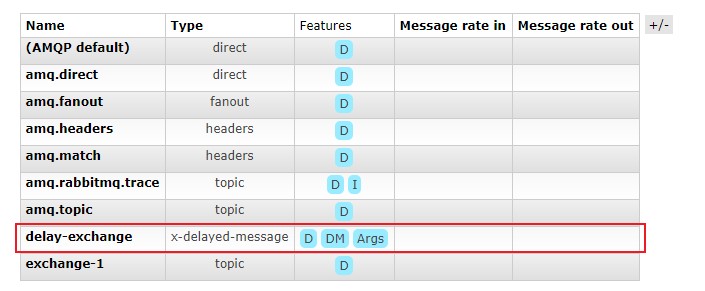 Name Type Features Message rate in Message rate out +/-
(AMQP default) direct D
amq.direct direct D
amq.fanout fanout D
amq.headers headers D
amq.match headers D
amq.rabbitmq.trace topic D I
amq.topic topic D
delay-exchange x-delayed-message D DM Args
exchange-1 topic D